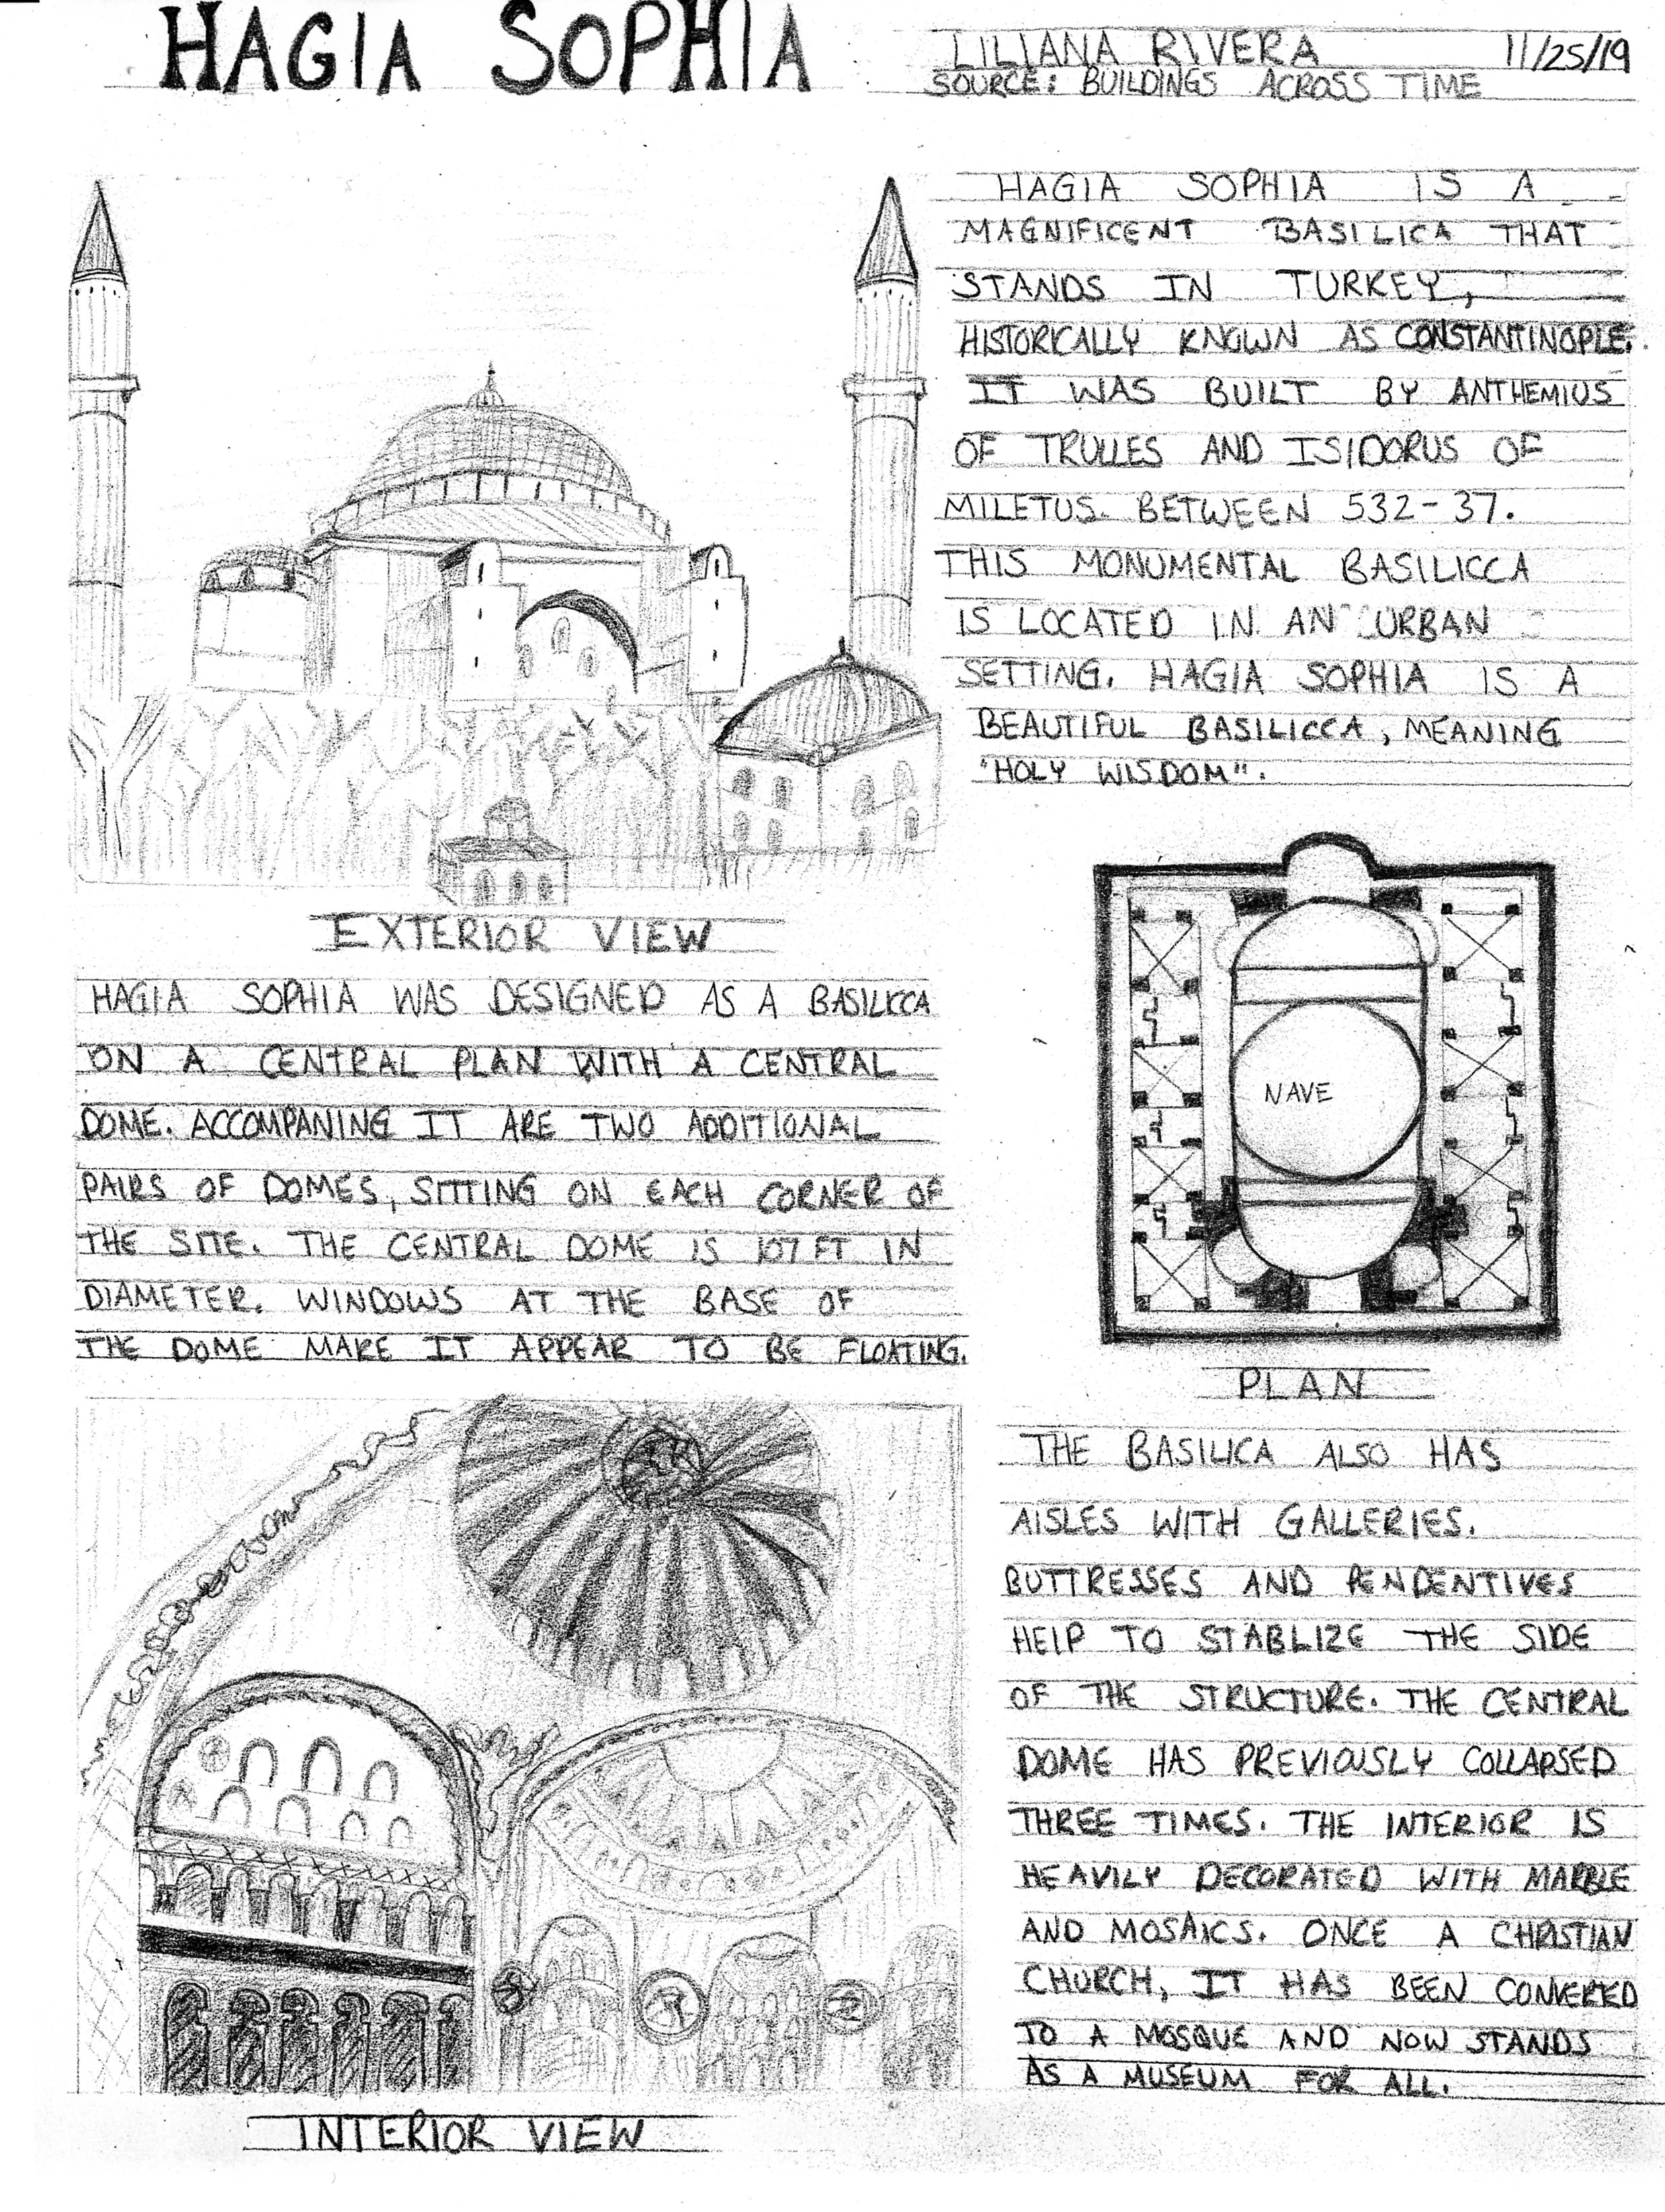 HAGIA SOPHIA
LILIANA RIVERA 11/25/19
SOURCE: BUILDINGS ACROSS TIME
HAGIA SOPHIA IS A
MAGNIFICENT BASILICA THAT
STANDS IN TURKEY,
HISTORICALLY KNOWN AS CONSTANTINOPLE.
IT WAS BUILT BY ANTHEMIUS
OF TRULLES AND ISIDORUS OF
MILETUS. BETWEEN 532-37.
THIS MONUMENTAL BASILICCA
IS LOCATED IN AN URBAN
SETTING. HAGIA SOPHIA IS A
BEAUTIFUL BASILICCA, MEANING
"HOLY WISDOM".
EXTERIOR VIEW
HAGIA SOPHIA WAS DESIGNED AS A BASILICCA
ON A CENTRAL PLAN WITH A CENTRAL
DOME. ACCOMPANING IT ARE TWO ADDITIONAL
PAIRS OF DOMES, SITTING ON EACH CORNER OF
THE SITE. THE CENTRAL DOME IS 107 FT IN
DIAMETER. WINDOWS AT THE BASE OF
THE DOME MAKE IT APPEAR TO BE FLOATING.
NAVE
PLAN
THE BASILICA ALSO HAS
AISLES WITH GALLERIES.
BUTTRESSES AND PENDENTIVES
HELP TO STABLIZE THE SIDE
OF THE STRUCTURE. THE CENTRAL
DOME HAS PREVIOUSLY COLLAPSED
THREE TIMES. THE INTERIOR IS
HEAVILY DECORATED WITH MARBLE
AND MOSAICS. ONCE A CHRISTIAN
CHURCH, IT HAS BEEN CONVERED
TO A MOSQUE AND NOW STANDS
AS A MUSEUM FOR ALL.
INTERIOR VIEW